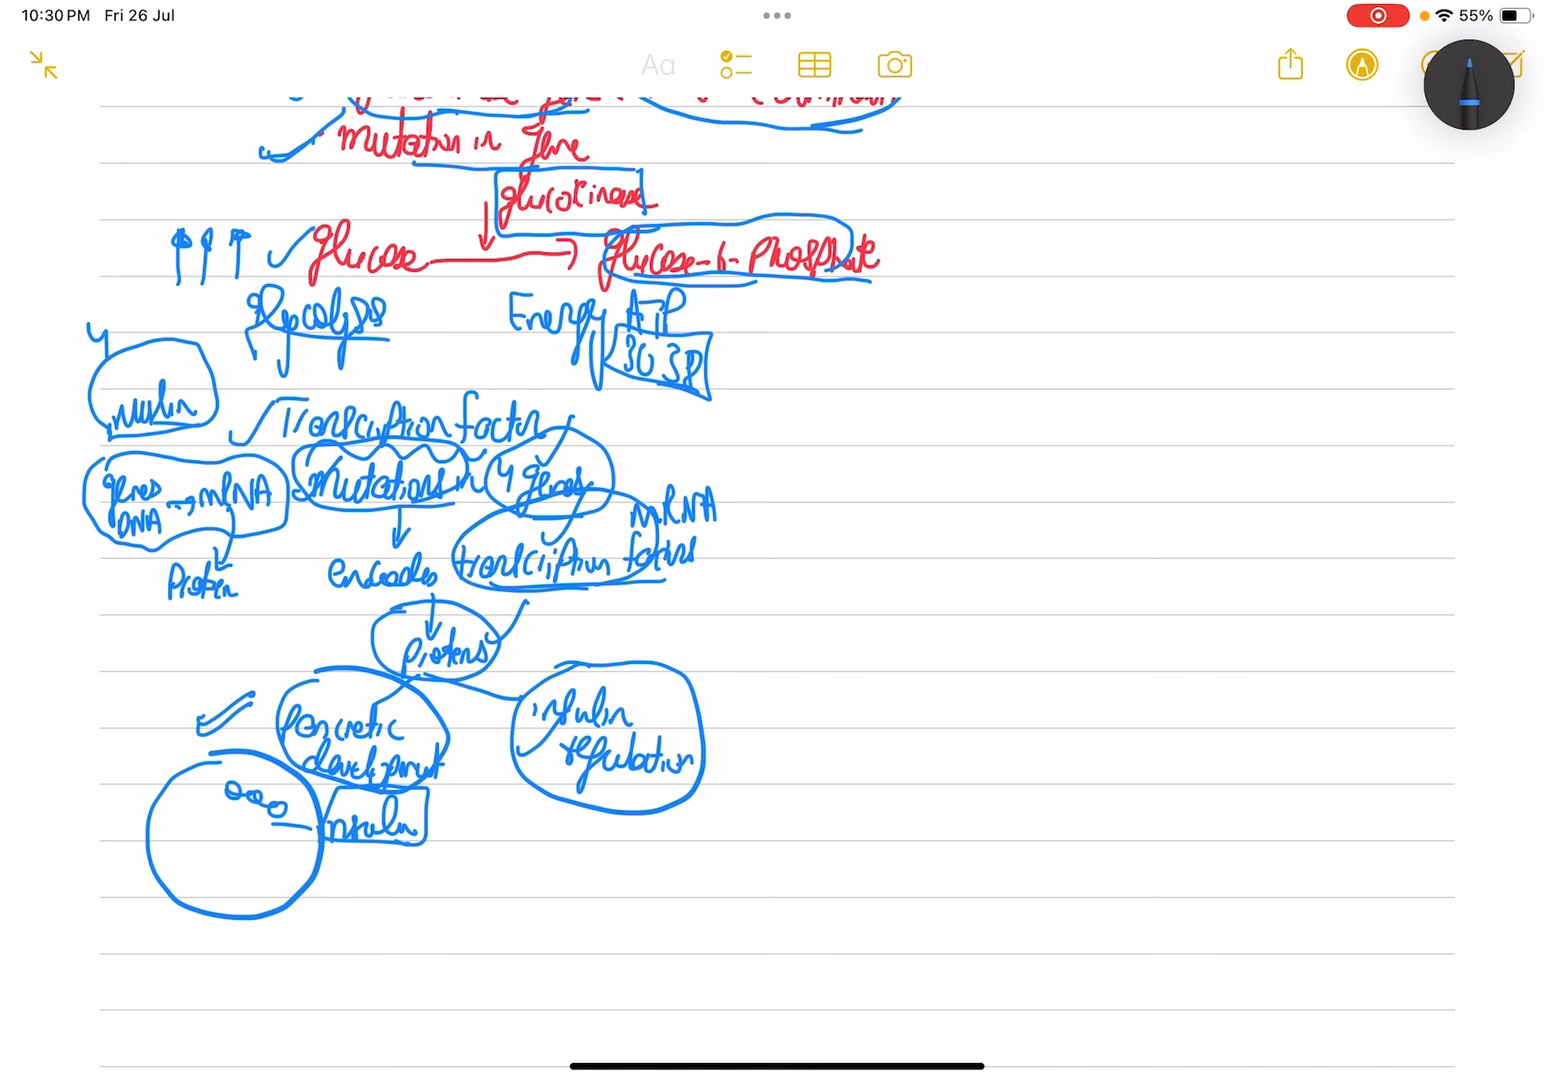 10:30 PM Fri 26 Jul
55%
Aa
mutation in gene
glucokinase
glucose → glucose-6-phosphate
glycolysis Energy ATP
30 38
insulin
Transcription factor
genes → mRNA mutations in 4 genes
DNA mRNA
Protein encodes transcription factors
proteins
pancretic insulin
development regulation
insulin